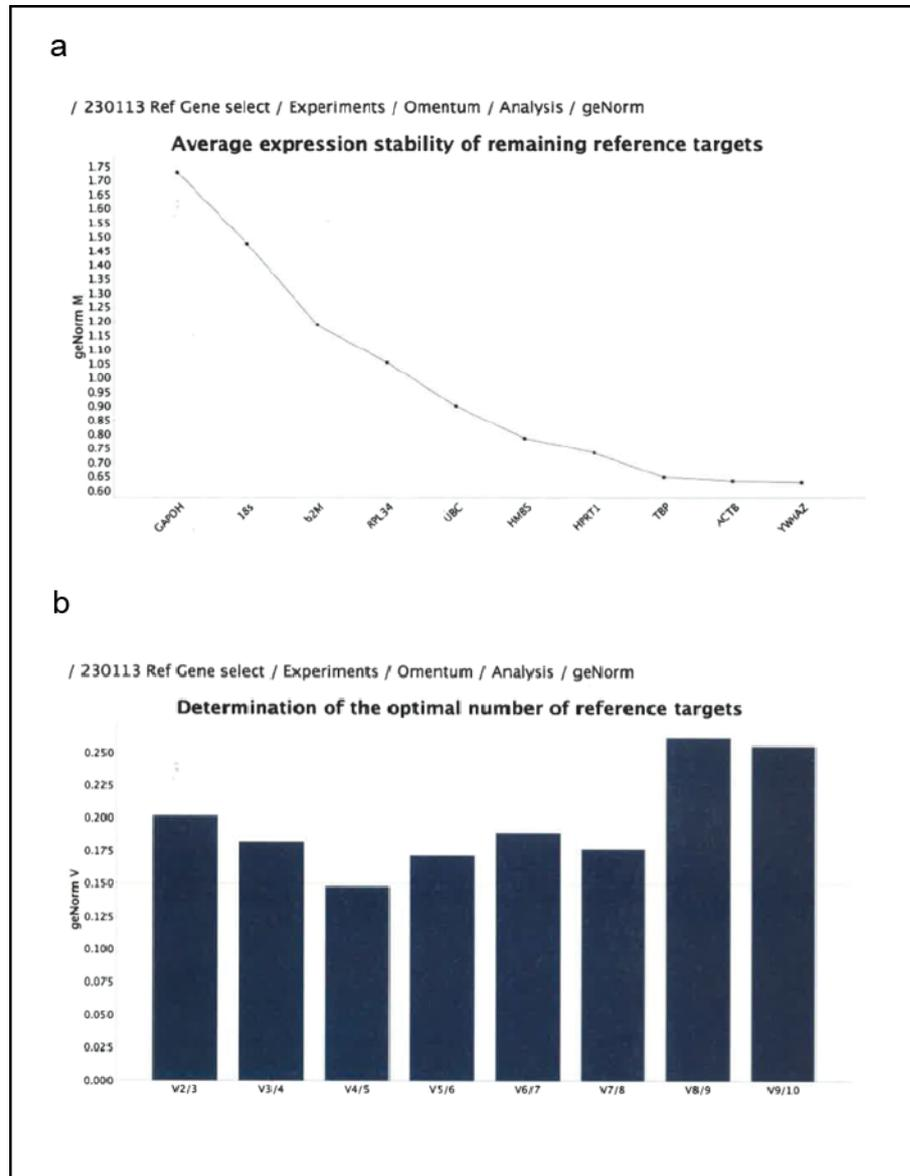 a
/ 230113 Ref Gene select / Experiments / Omentum / Analysis / geNorm
Average expression stability of remaining reference targets
1.75
1.70
1.65
1.60
1.55
1.50
1.45
1.40
1.35
1.30
1.25
1.20
1.15
1.10
1.05
1.00
0.95
0.90
0.85
0.80
0.75
0.70
0.65
0.60
geNorm M
GAPDH
18s
b2M
RPL34
UBC
HMBS
HPRT1
TBP
ACTB
YWHAZ
b
/ 230113 Ref Gene select / Experiments / Omentum / Analysis / geNorm
Determination of the optimal number of reference targets
0.250
0.225
0.200
0.175
0.150
0.125
0.100
0.075
0.050
0.025
0.000
geNorm V
V2/3
V3/4
V4/5
V5/6
V6/7
V7/8
V8/9
V9/10